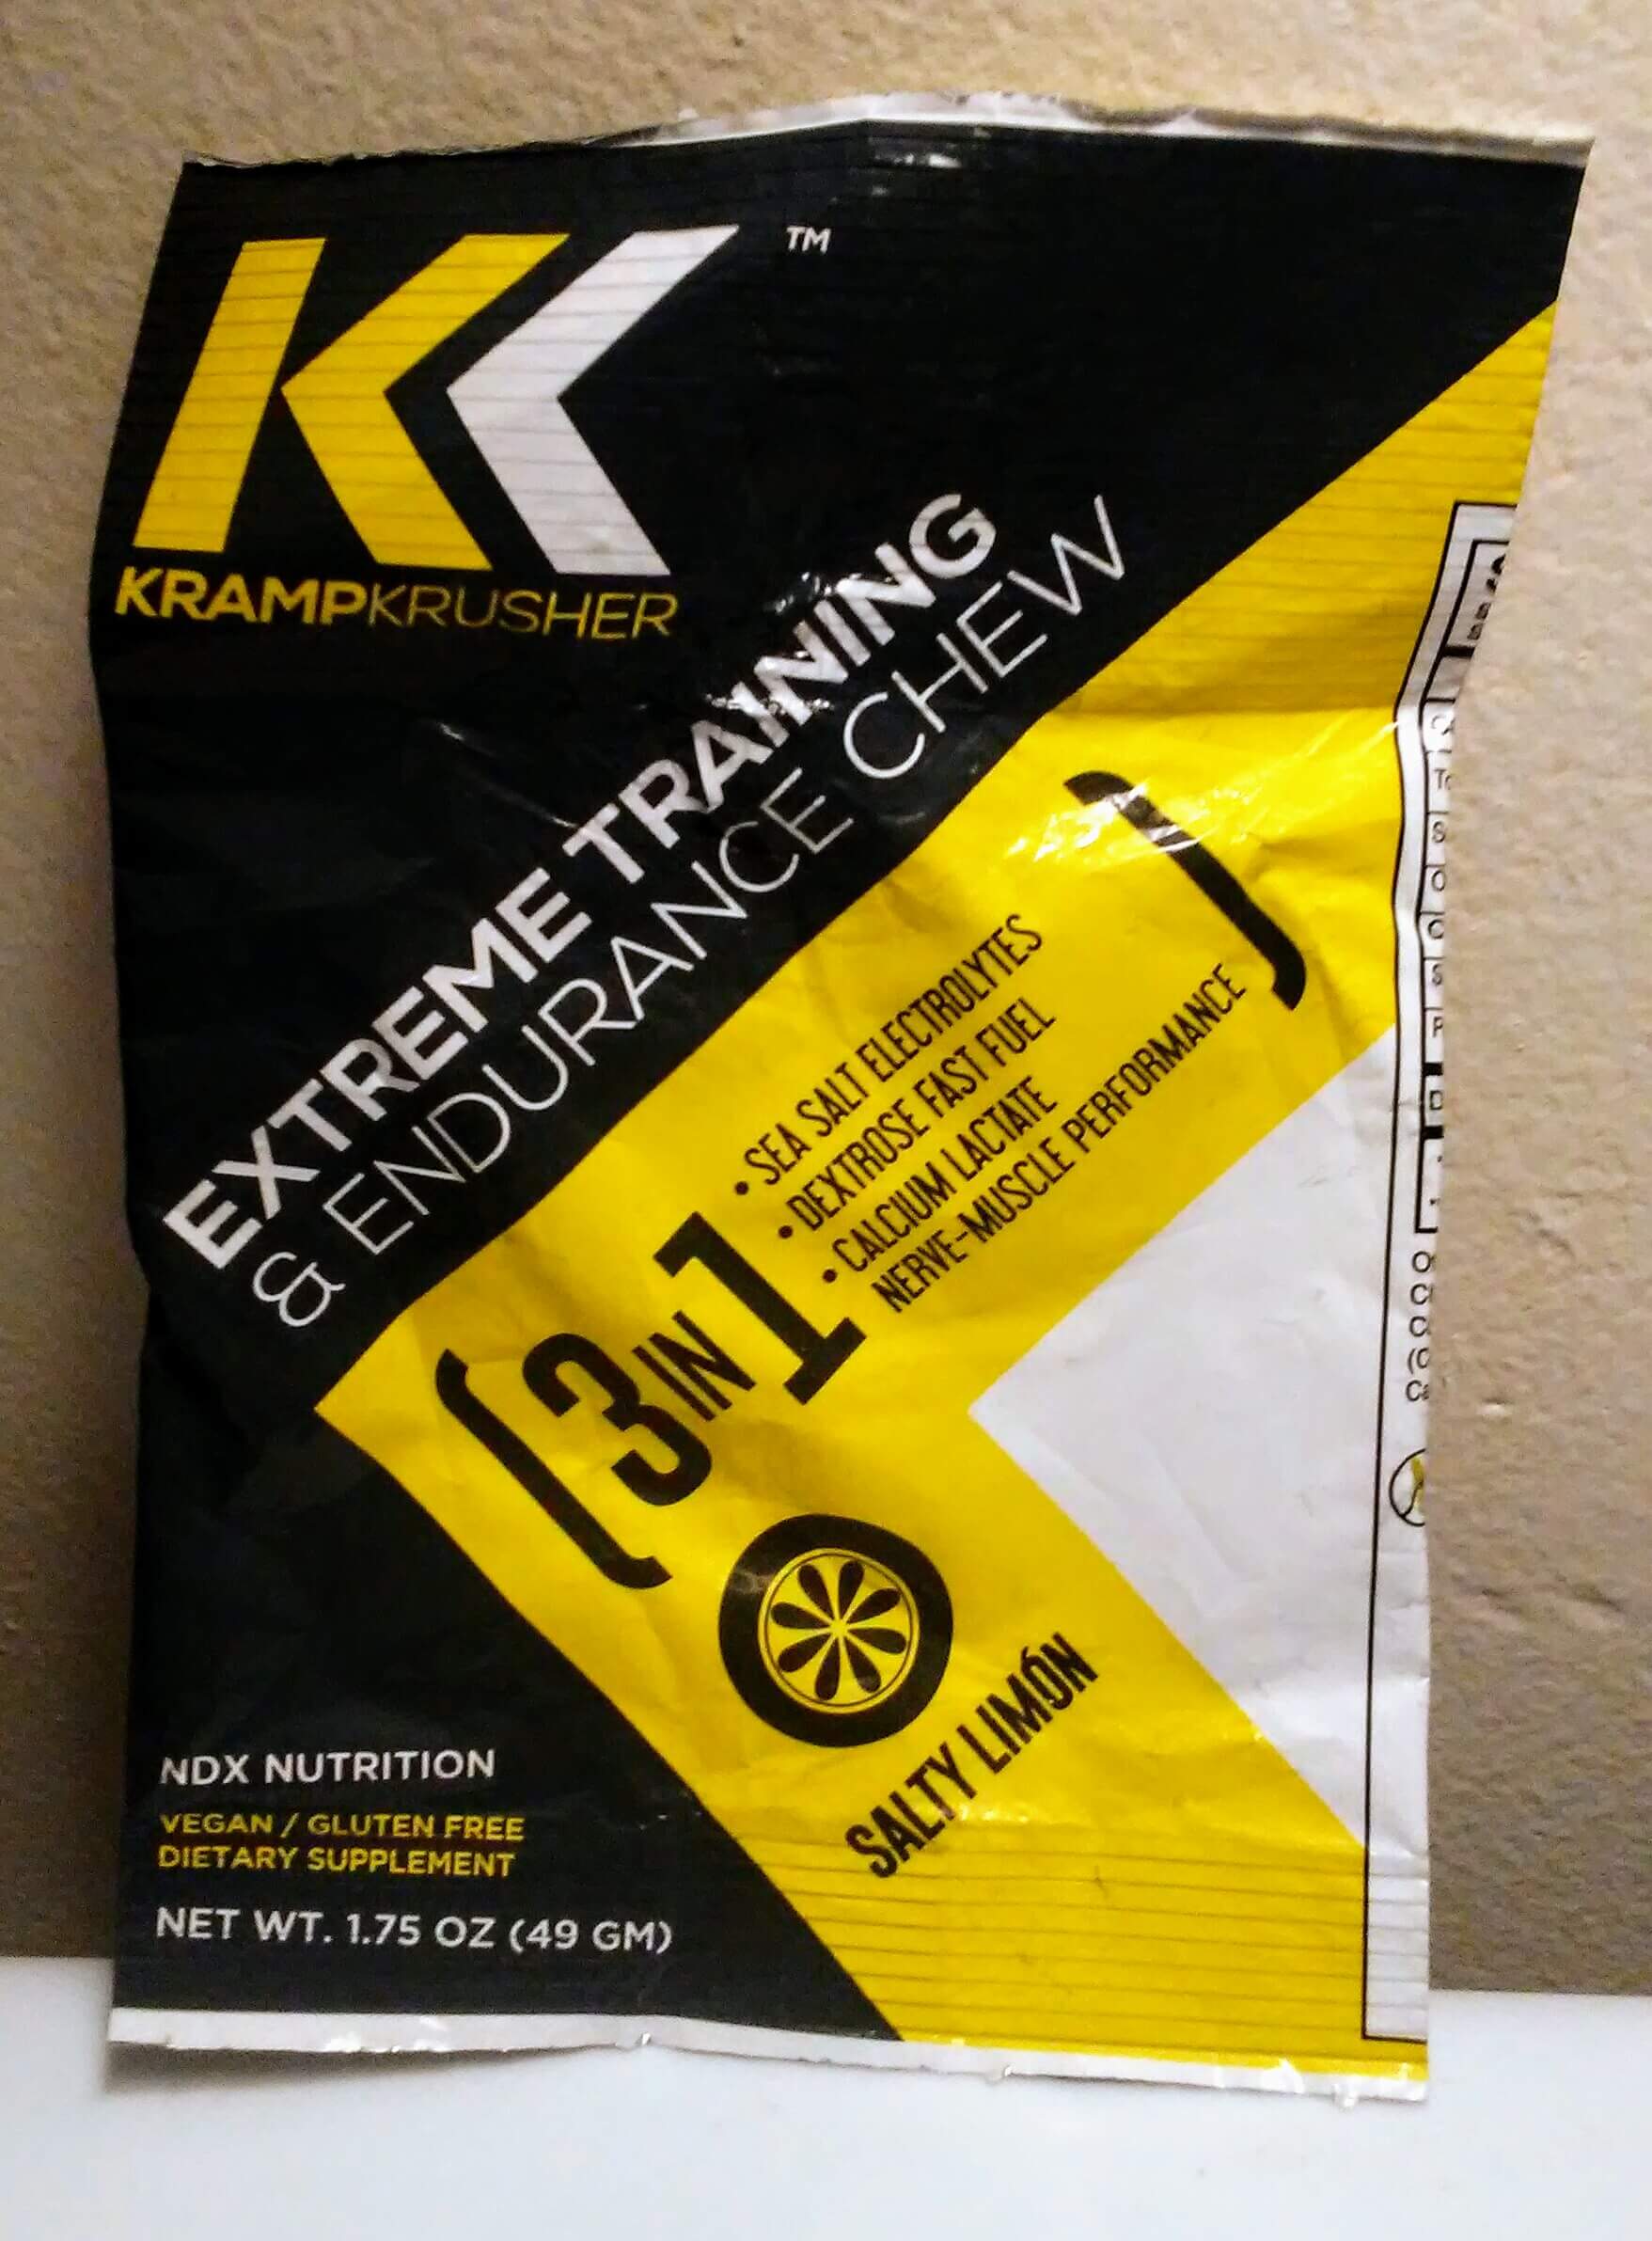 TM
KRAMPKRUSHER
EXTREME TRAINING
& ENDURANCE CHEW
3 IN 1
• SEA SALT ELECTROLYTES
• DEXTROSE FAST FUEL
• CALCIUM LACTATE
NERVE-MUSCLE PERFORMANCE
SALTY LIMÓN
NDX NUTRITION
VEGAN / GLUTEN FREE
DIETARY SUPPLEMENT
NET WT. 1.75 OZ (49 GM)